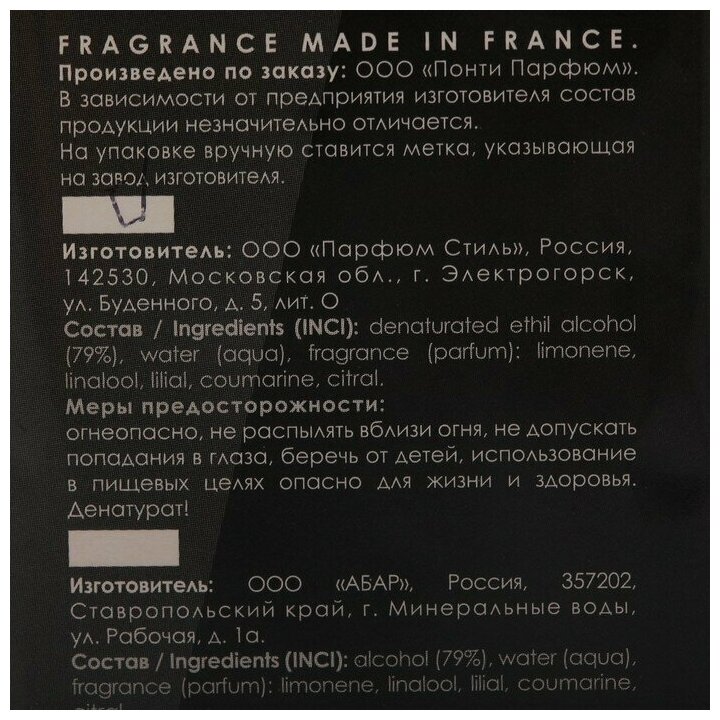 FRAGRANCE MADE IN FRANCE.
Произведено по заказу: ООО «Понти Парфюм».
В зависимости от предприятия изготовителя состав
продукции незначительно отличается.
На упаковке вручную ставится метка, указывающая
на завод изготовителя.
Изготовитель: ООО «Парфюм Стиль», Россия,
142530, Московская обл., г. Электрогорск,
ул. Буденного, д. 5, лит. О
Состав / Ingredients (INCI): denaturated ethil alcohol
(79%), water (aqua), fragrance (parfum): limonene,
linalool, lilial, coumarine, citral.
Меры предосторожности:
огнеопасно, не распылять вблизи огня, не допускать
попадания в глаза, беречь от детей, использование
в пищевых целях опасно для жизни и здоровья.
Денатурат!
Изготовитель: ООО «АБАР», Россия, 357202,
Ставропольский край, г. Минеральные воды,
ул. Рабочая, д. 1а.
Состав / Ingredients (INCI): alcohol (79%), water (aqua),
fragrance (parfum): limonene, linalool, lilial, coumarine,
citral